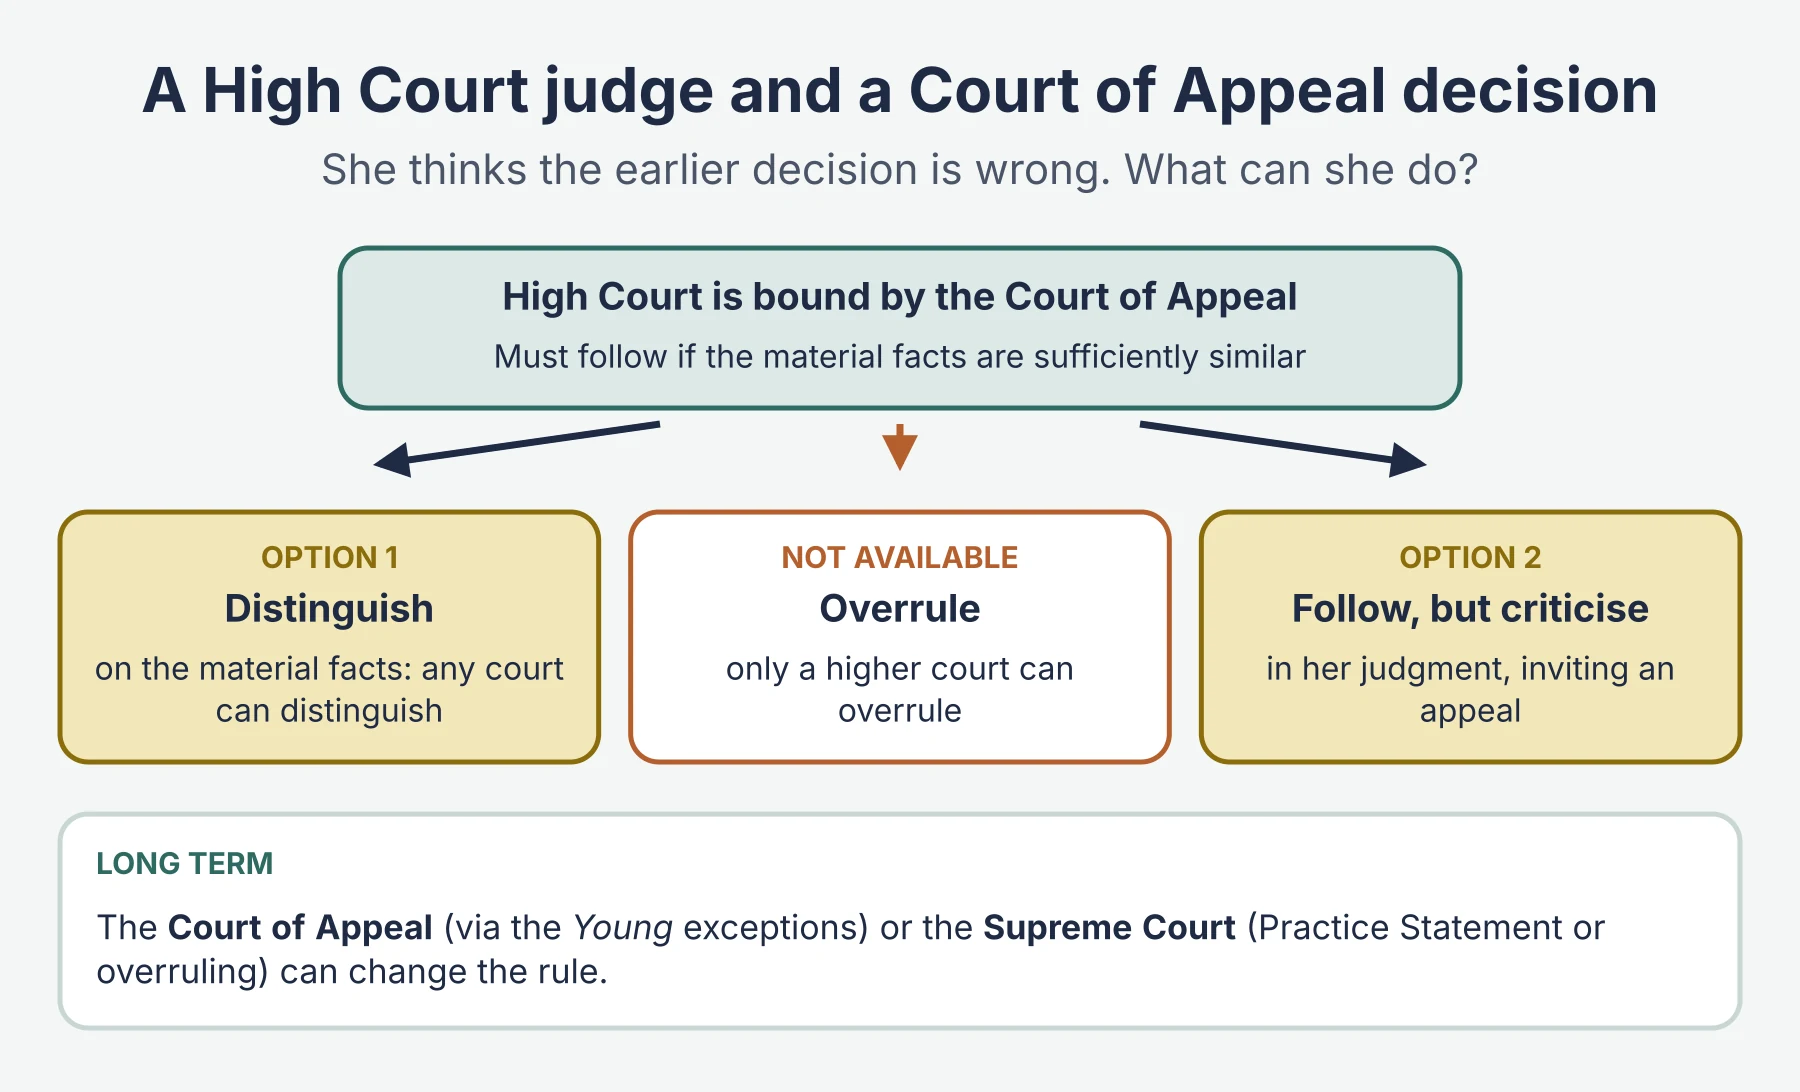 A High Court judge and a Court of Appeal decision
She thinks the earlier decision is wrong. What can she do?
High Court is bound by the Court of Appeal
Must follow if the material facts are sufficiently similar
OPTION 1
Distinguish
on the material facts: any court
can distinguish
NOT AVAILABLE
Overrule
only a higher court can
overrule
OPTION 2
Follow, but criticise
in her judgment, inviting an
appeal
LONG TERM
The Court of Appeal (via the Young exceptions) or the Supreme Court (Practice Statement or
overruling) can change the rule.